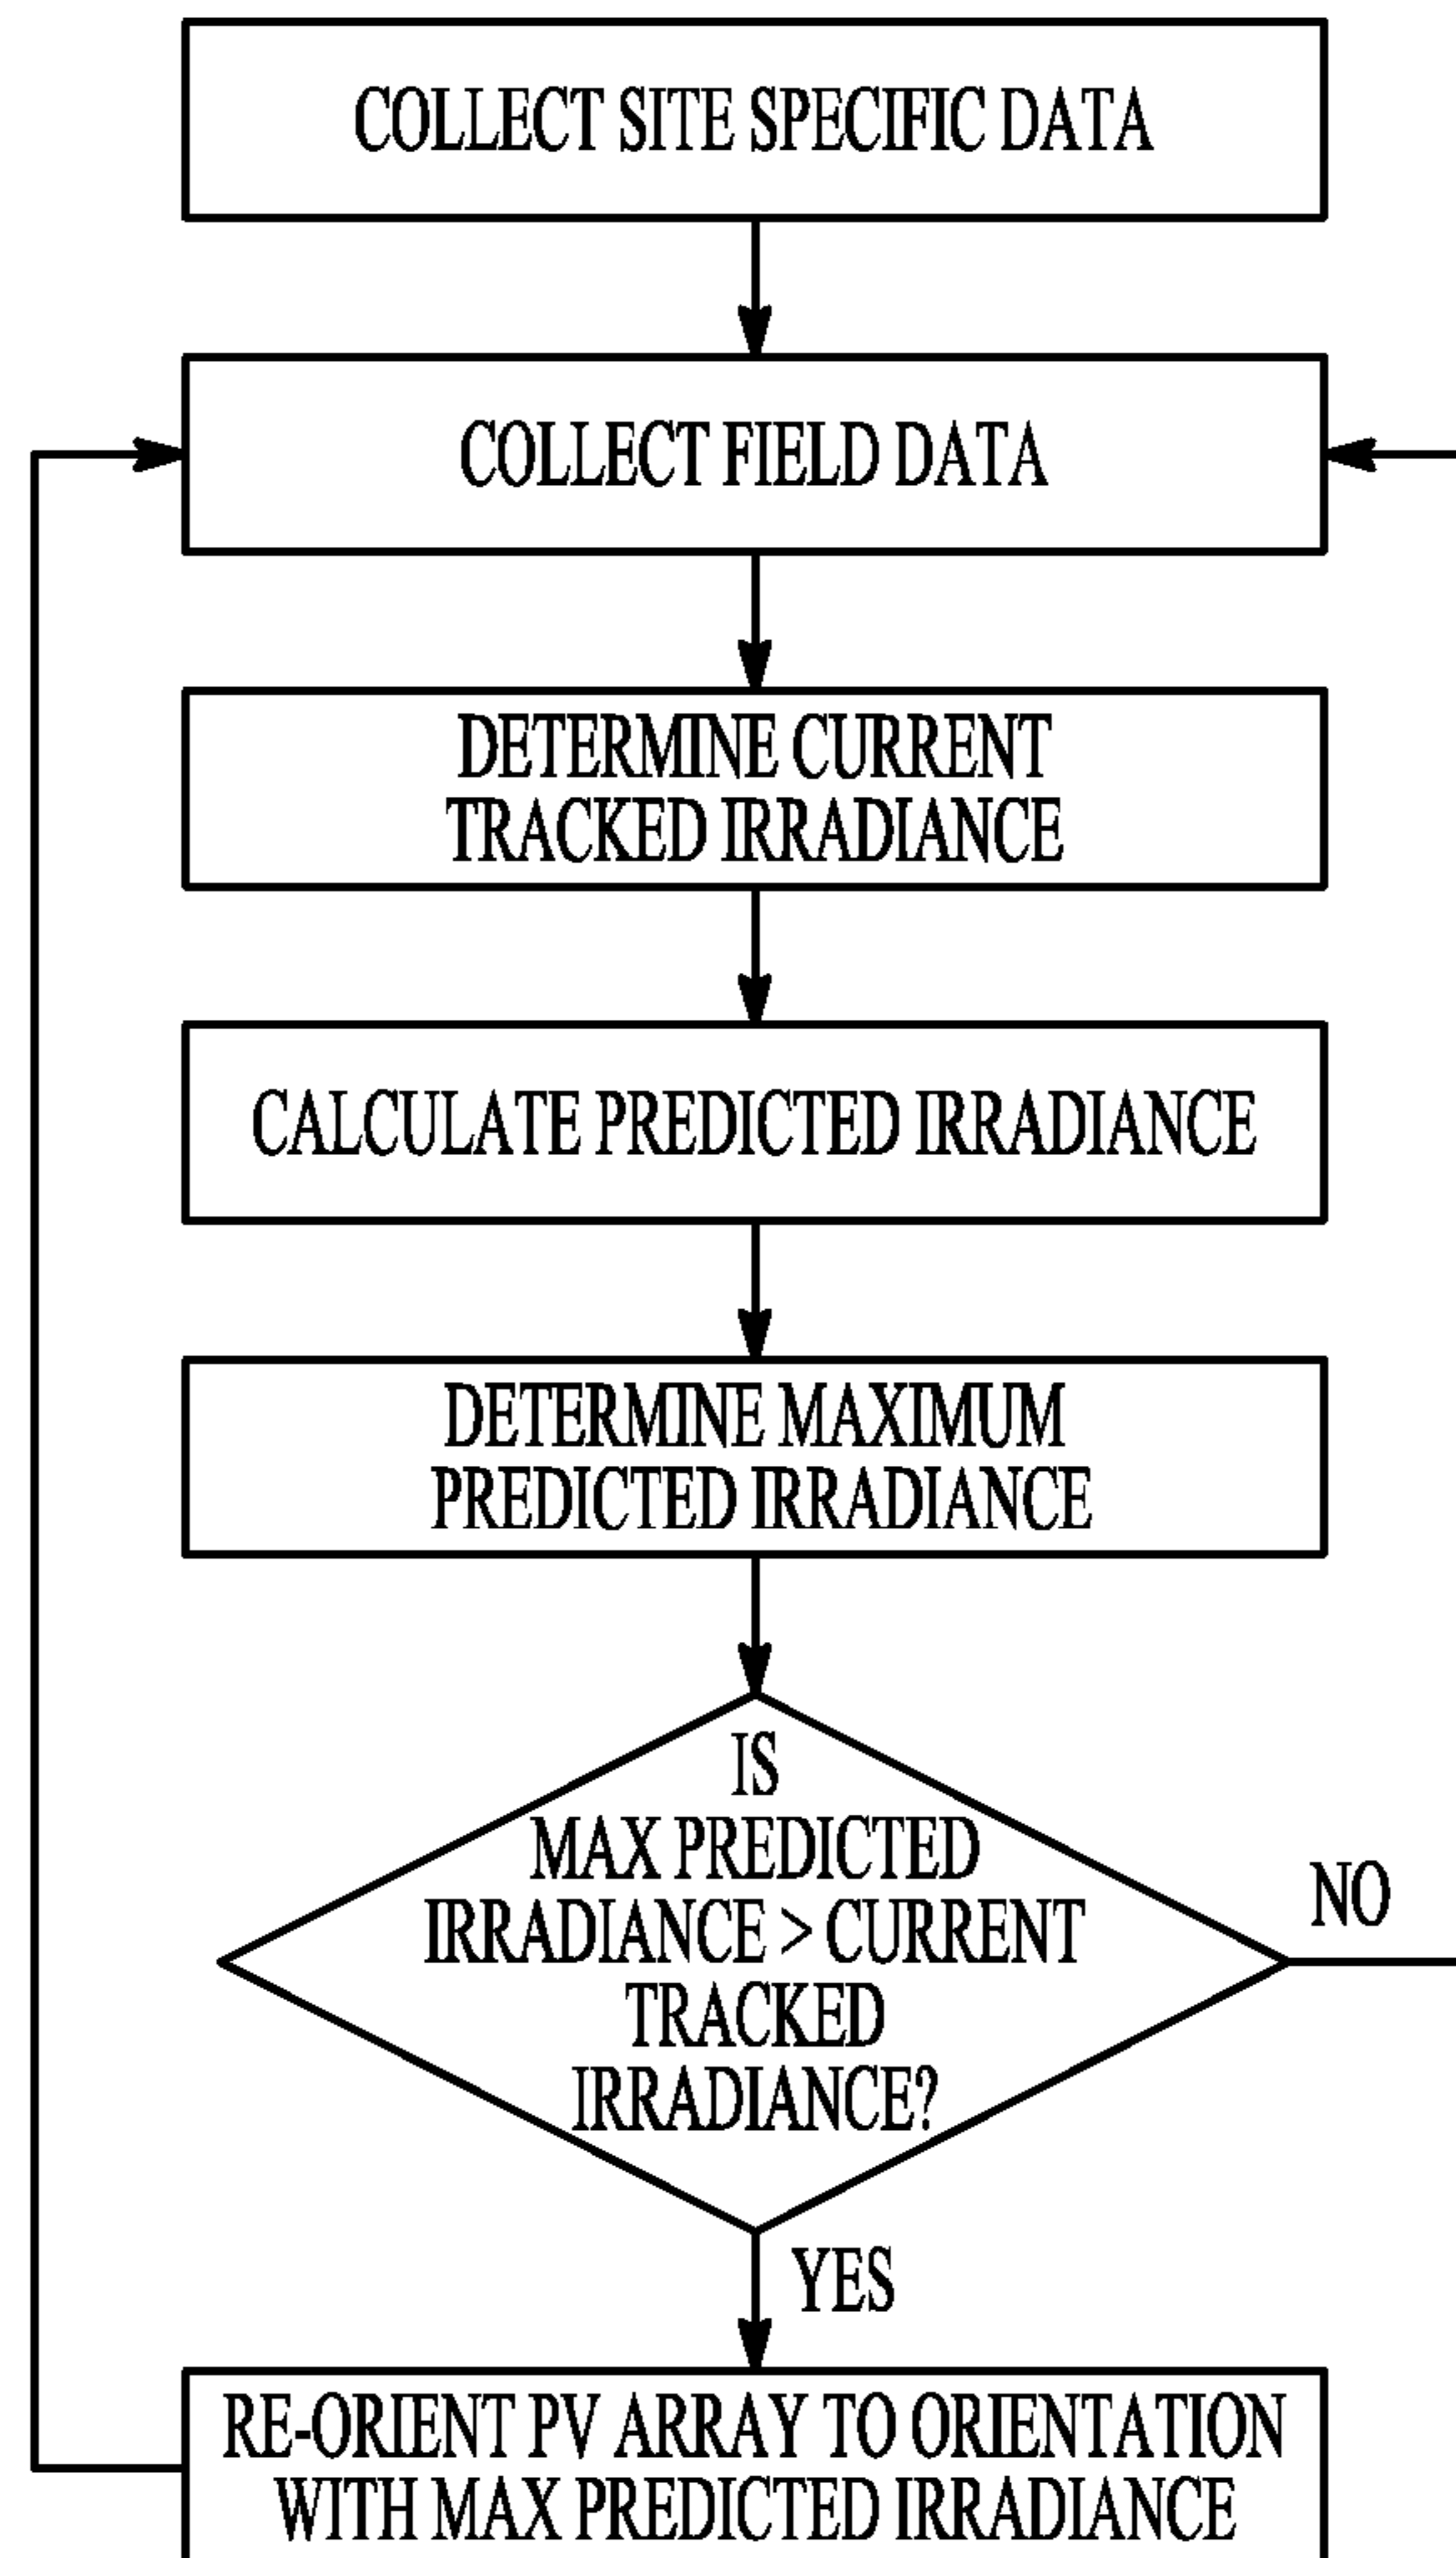 COLLECT SITE SPECIFIC DATA
COLLECT FIELD DATA
DETERMINE CURRENT
TRACKED IRRADIANCE
CALCULATE PREDICTED IRRADIANCE
DETERMINE MAXIMUM
PREDICTED IRRADIANCE
IS
MAX PREDICTED
IRRADIANCE > CURRENT
TRACKED
IRRADIANCE?
NO
YES
RE-ORIENT PV ARRAY TO ORIENTATION
WITH MAX PREDICTED IRRADIANCE